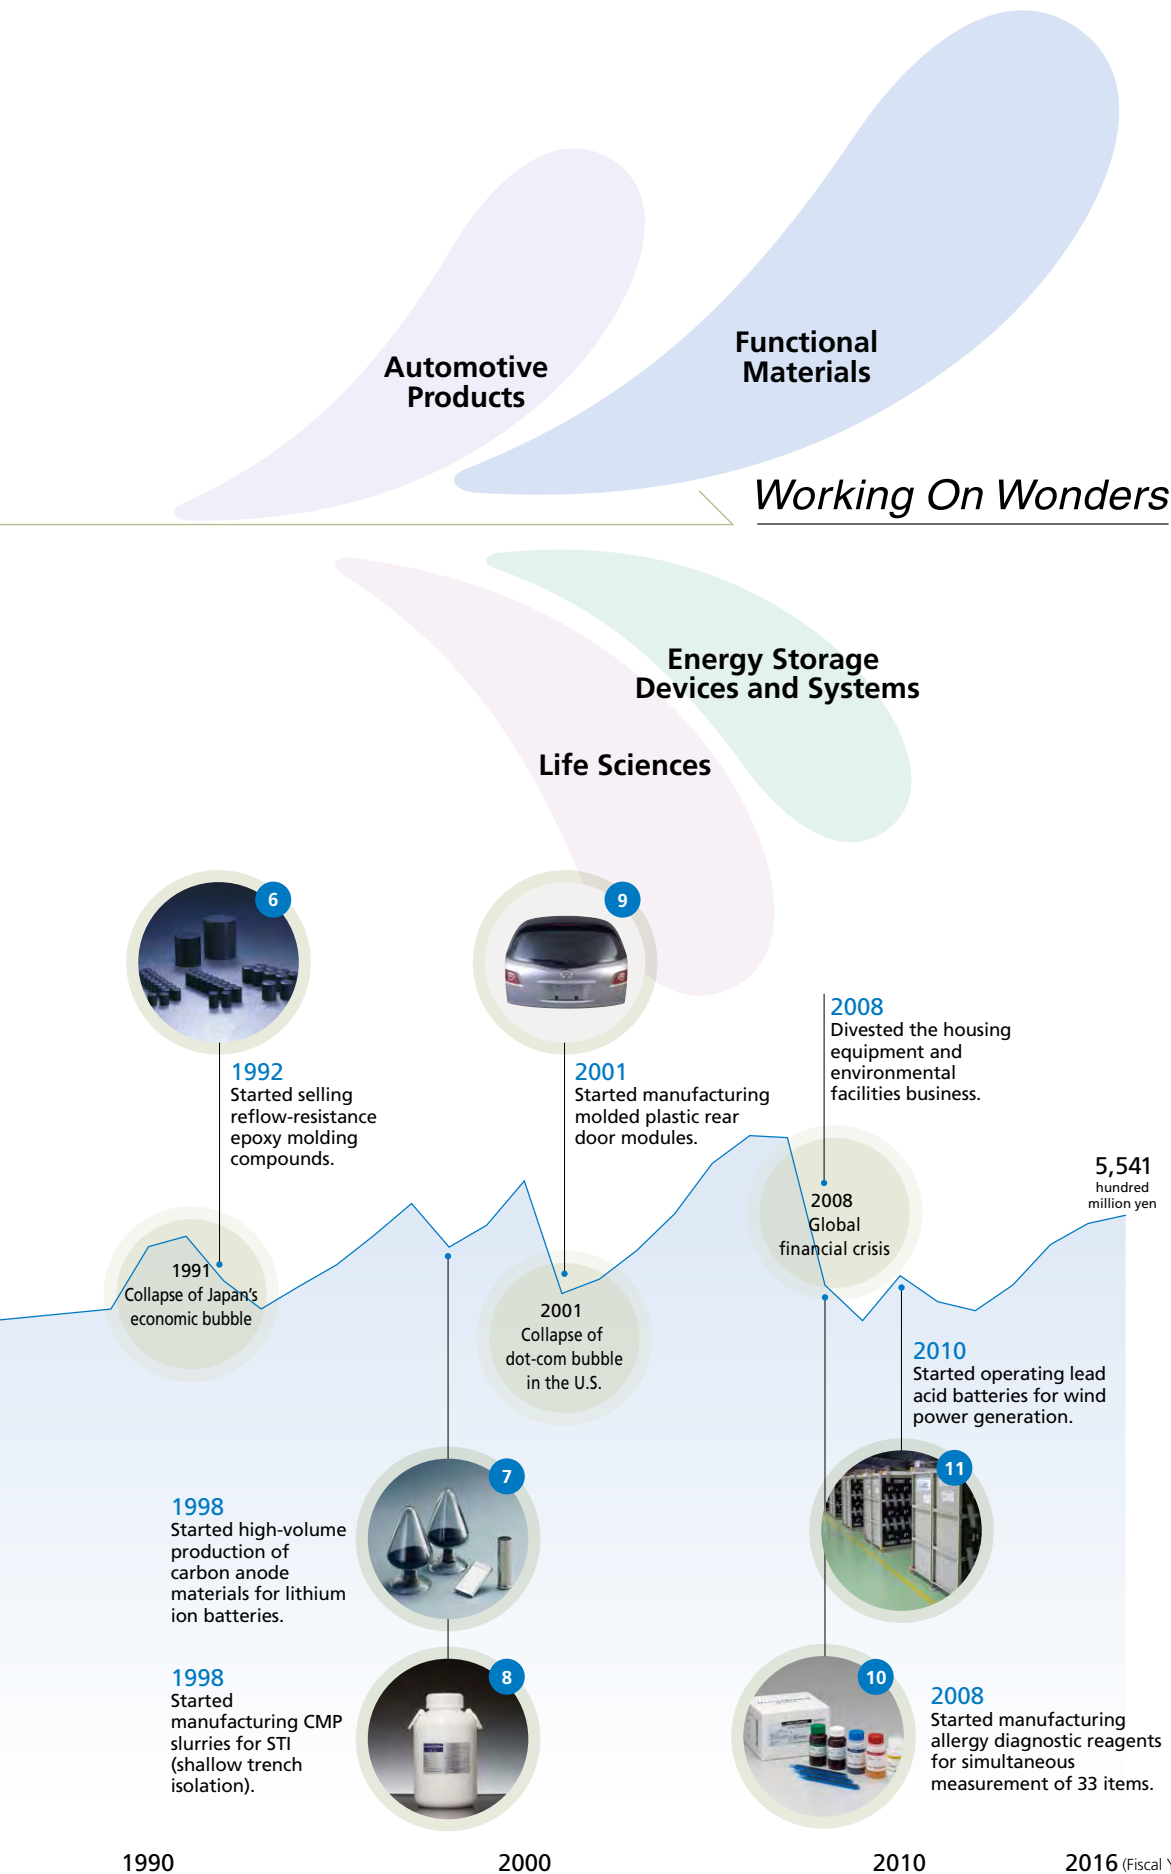 Functional
Materials
Automotive
Products
Working On Wonders
Energy Storage
Devices and Systems
Life Sciences
6
9
2008
Divested the housing
equipment and
environmental
facilities business.
1992
Started selling
reflow-resistance
epoxy molding
compounds.
2001
Started manufacturing
molded plastic rear
door modules.
5,541
hundred
million yen
2008
Global
financial crisis
1991
Collapse of Japan's
economic bubble
2001
Collapse of
dot-com bubble
in the U.S.
2010
Started operating lead
acid batteries for wind
power generation.
11
7
1998
Started high-volume
production of
carbon anode
materials for lithium
ion batteries.
8
1998
Started
manufacturing CMP
slurries for STI
(shallow trench
isolation).
10
2008
Started manufacturing
allergy diagnostic reagents
for simultaneous
measurement of 33 items.
1990
2000
2010
2016 (Fiscal